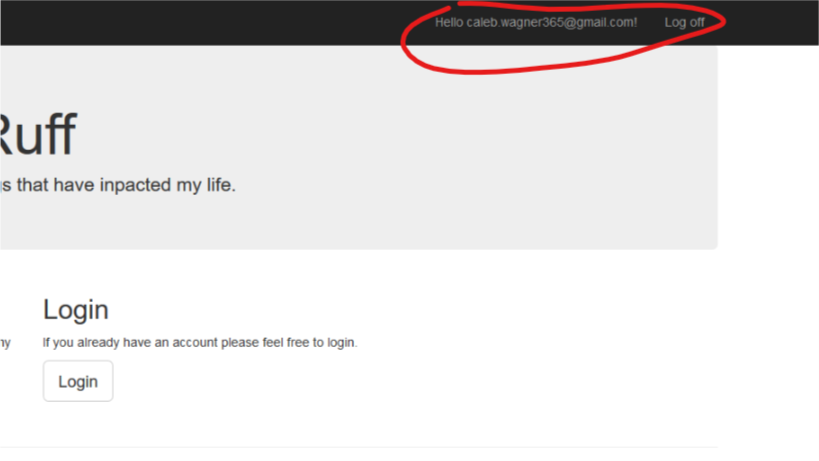 Hello caleb.wagner365@gmail.com! Log off
Ruff
that have inpacted my life.
Login
If you already have an account please feel free to login.
Login